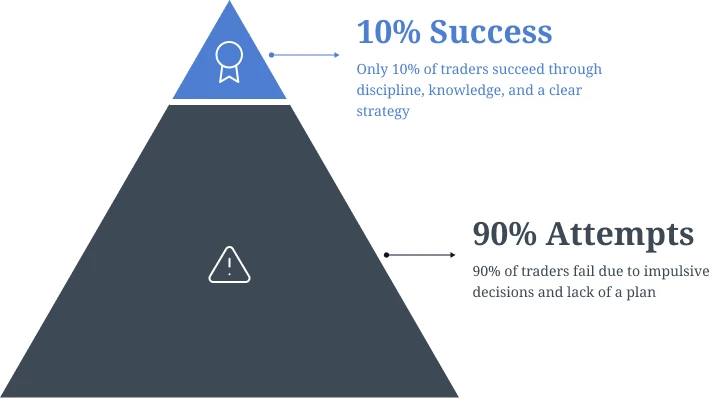 10% Success
Only 10% of traders succeed through
discipline, knowledge, and a clear
strategy
90% Attempts
90% of traders fail due to impulsive
decisions and lack of a plan